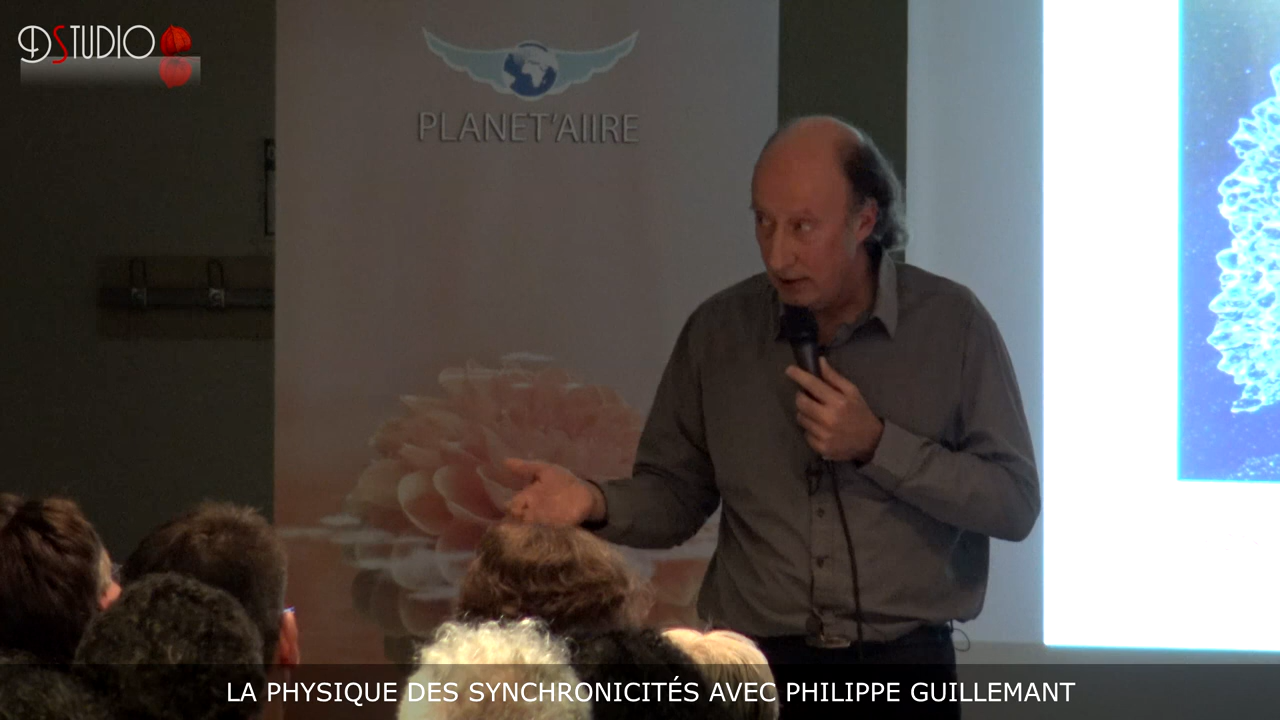 DSTUDIO
PLANET'AIIRE
LA PHYSIQUE DES SYNCHRONICITÉS AVEC PHILIPPE GUILLEMANT